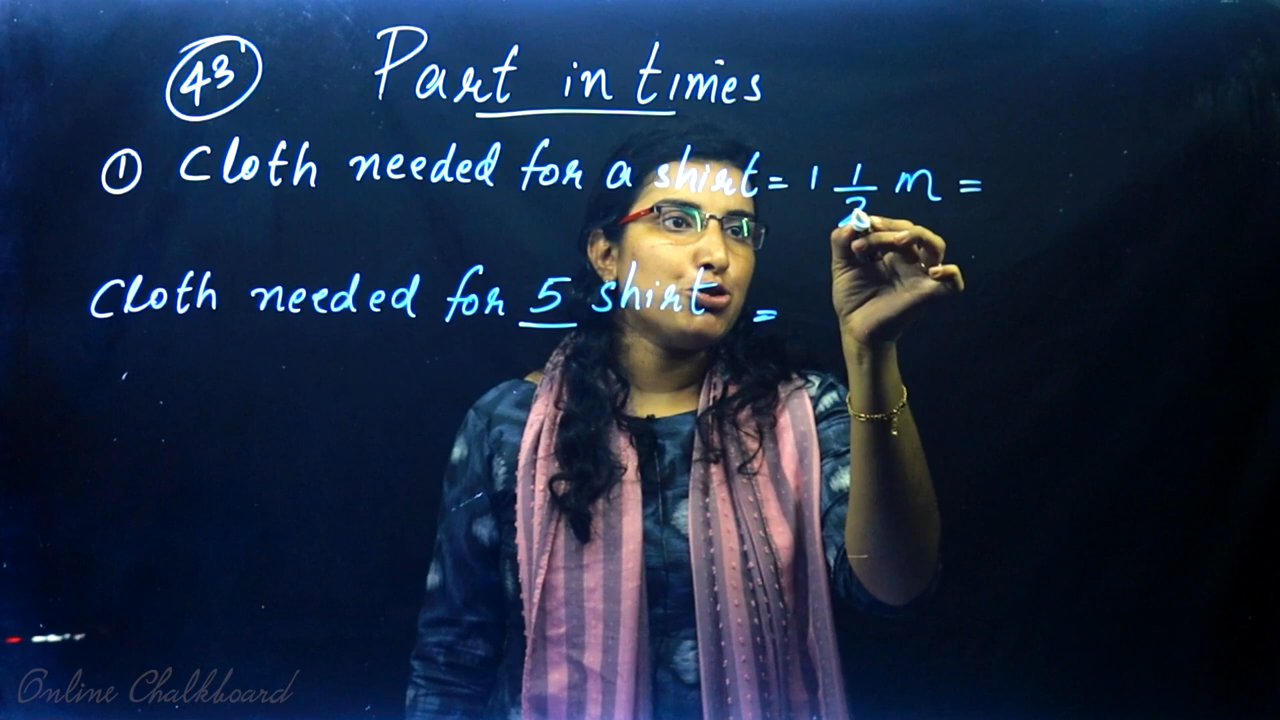 43 Part in times
① Cloth needed for a shirt = 1 1/2 m =
Cloth needed for 5 shirt =
Online Chalkboard